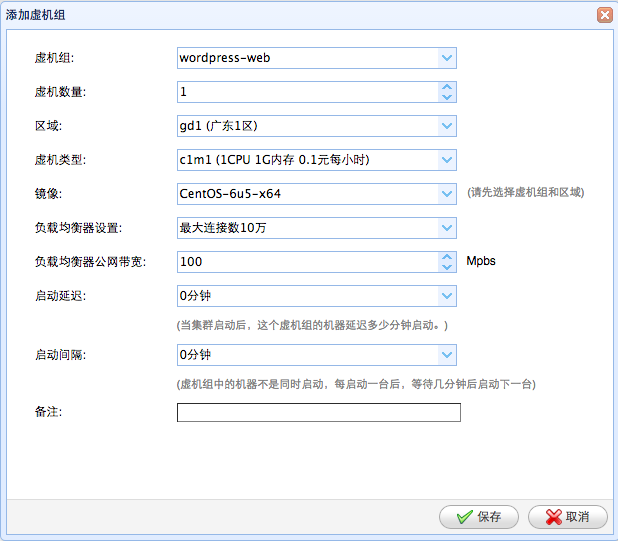 添加虚机组
虚机组: wordpress-web
虚机数量: 1
区域: gd1 (广东1区)
虚机类型: c1m1 (1CPU 1G内存 0.1元每小时)
镜像: CentOS-6u5-x64 (请先选择虚机组和区域)
负载均衡器设置: 最大连接数10万
负载均衡器公网带宽: 100 Mpbs
启动延迟: 0分钟
(当集群启动后，这个虚机组的机器延迟多少分钟启动。)
启动间隔: 0分钟
(虚机组中的机器不是同时启动，每启动一台后，等待几分钟后启动下一台)
备注:
保存 取消